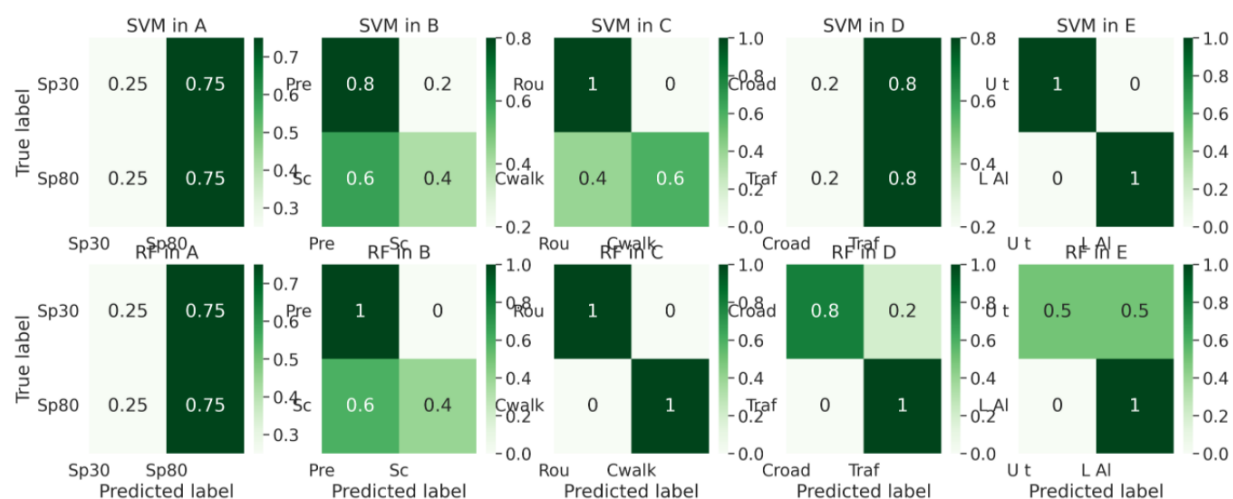 SVM in A SVM in B SVM in C SVM in D SVM in E
True label
Sp30 0.25 0.75 0.7
Sp80 0.25 0.75 0.6 0.5 0.4 0.3
Sp30 Sp80
Pre 0.8 0.2 0.8
Sc 0.6 0.4 0.6 0.4 0.2
Pre Sc
Rou 1 0 1.0 0.8
Cwalk 0.4 0.6 0.6 0.4 0.2 0.0
Rou Cwalk
Croad 0.2 0.8 0.8
Traf 0.2 0.8 0.6 0.4 0.2
Croad Traf
U t 1 0 1.0 0.8
L Al 0 1 0.6 0.4 0.2 0.0
U t L Al
RF in A RF in B RF in C RF in D RF in E
True label
Sp30 0.25 0.75 0.7
Sp80 0.25 0.75 0.6 0.5 0.4 0.3
Sp30 Sp80
Predicted label
Pre 1 0 1.0 0.8
Sc 0.6 0.4 0.6 0.4 0.2 0.0
Pre Sc
Predicted label
Rou 1 0 1.0 0.8
Cwalk 0 1 0.6 0.4 0.2 0.0
Rou Cwalk
Predicted label
Croad 0.8 0.2 1.0 0.8
Traf 0 1 0.6 0.4 0.2 0.0
Croad Traf
Predicted label
U t 0.5 0.5 1.0 0.8
L Al 0 1 0.6 0.4 0.2 0.0
U t L Al
Predicted label